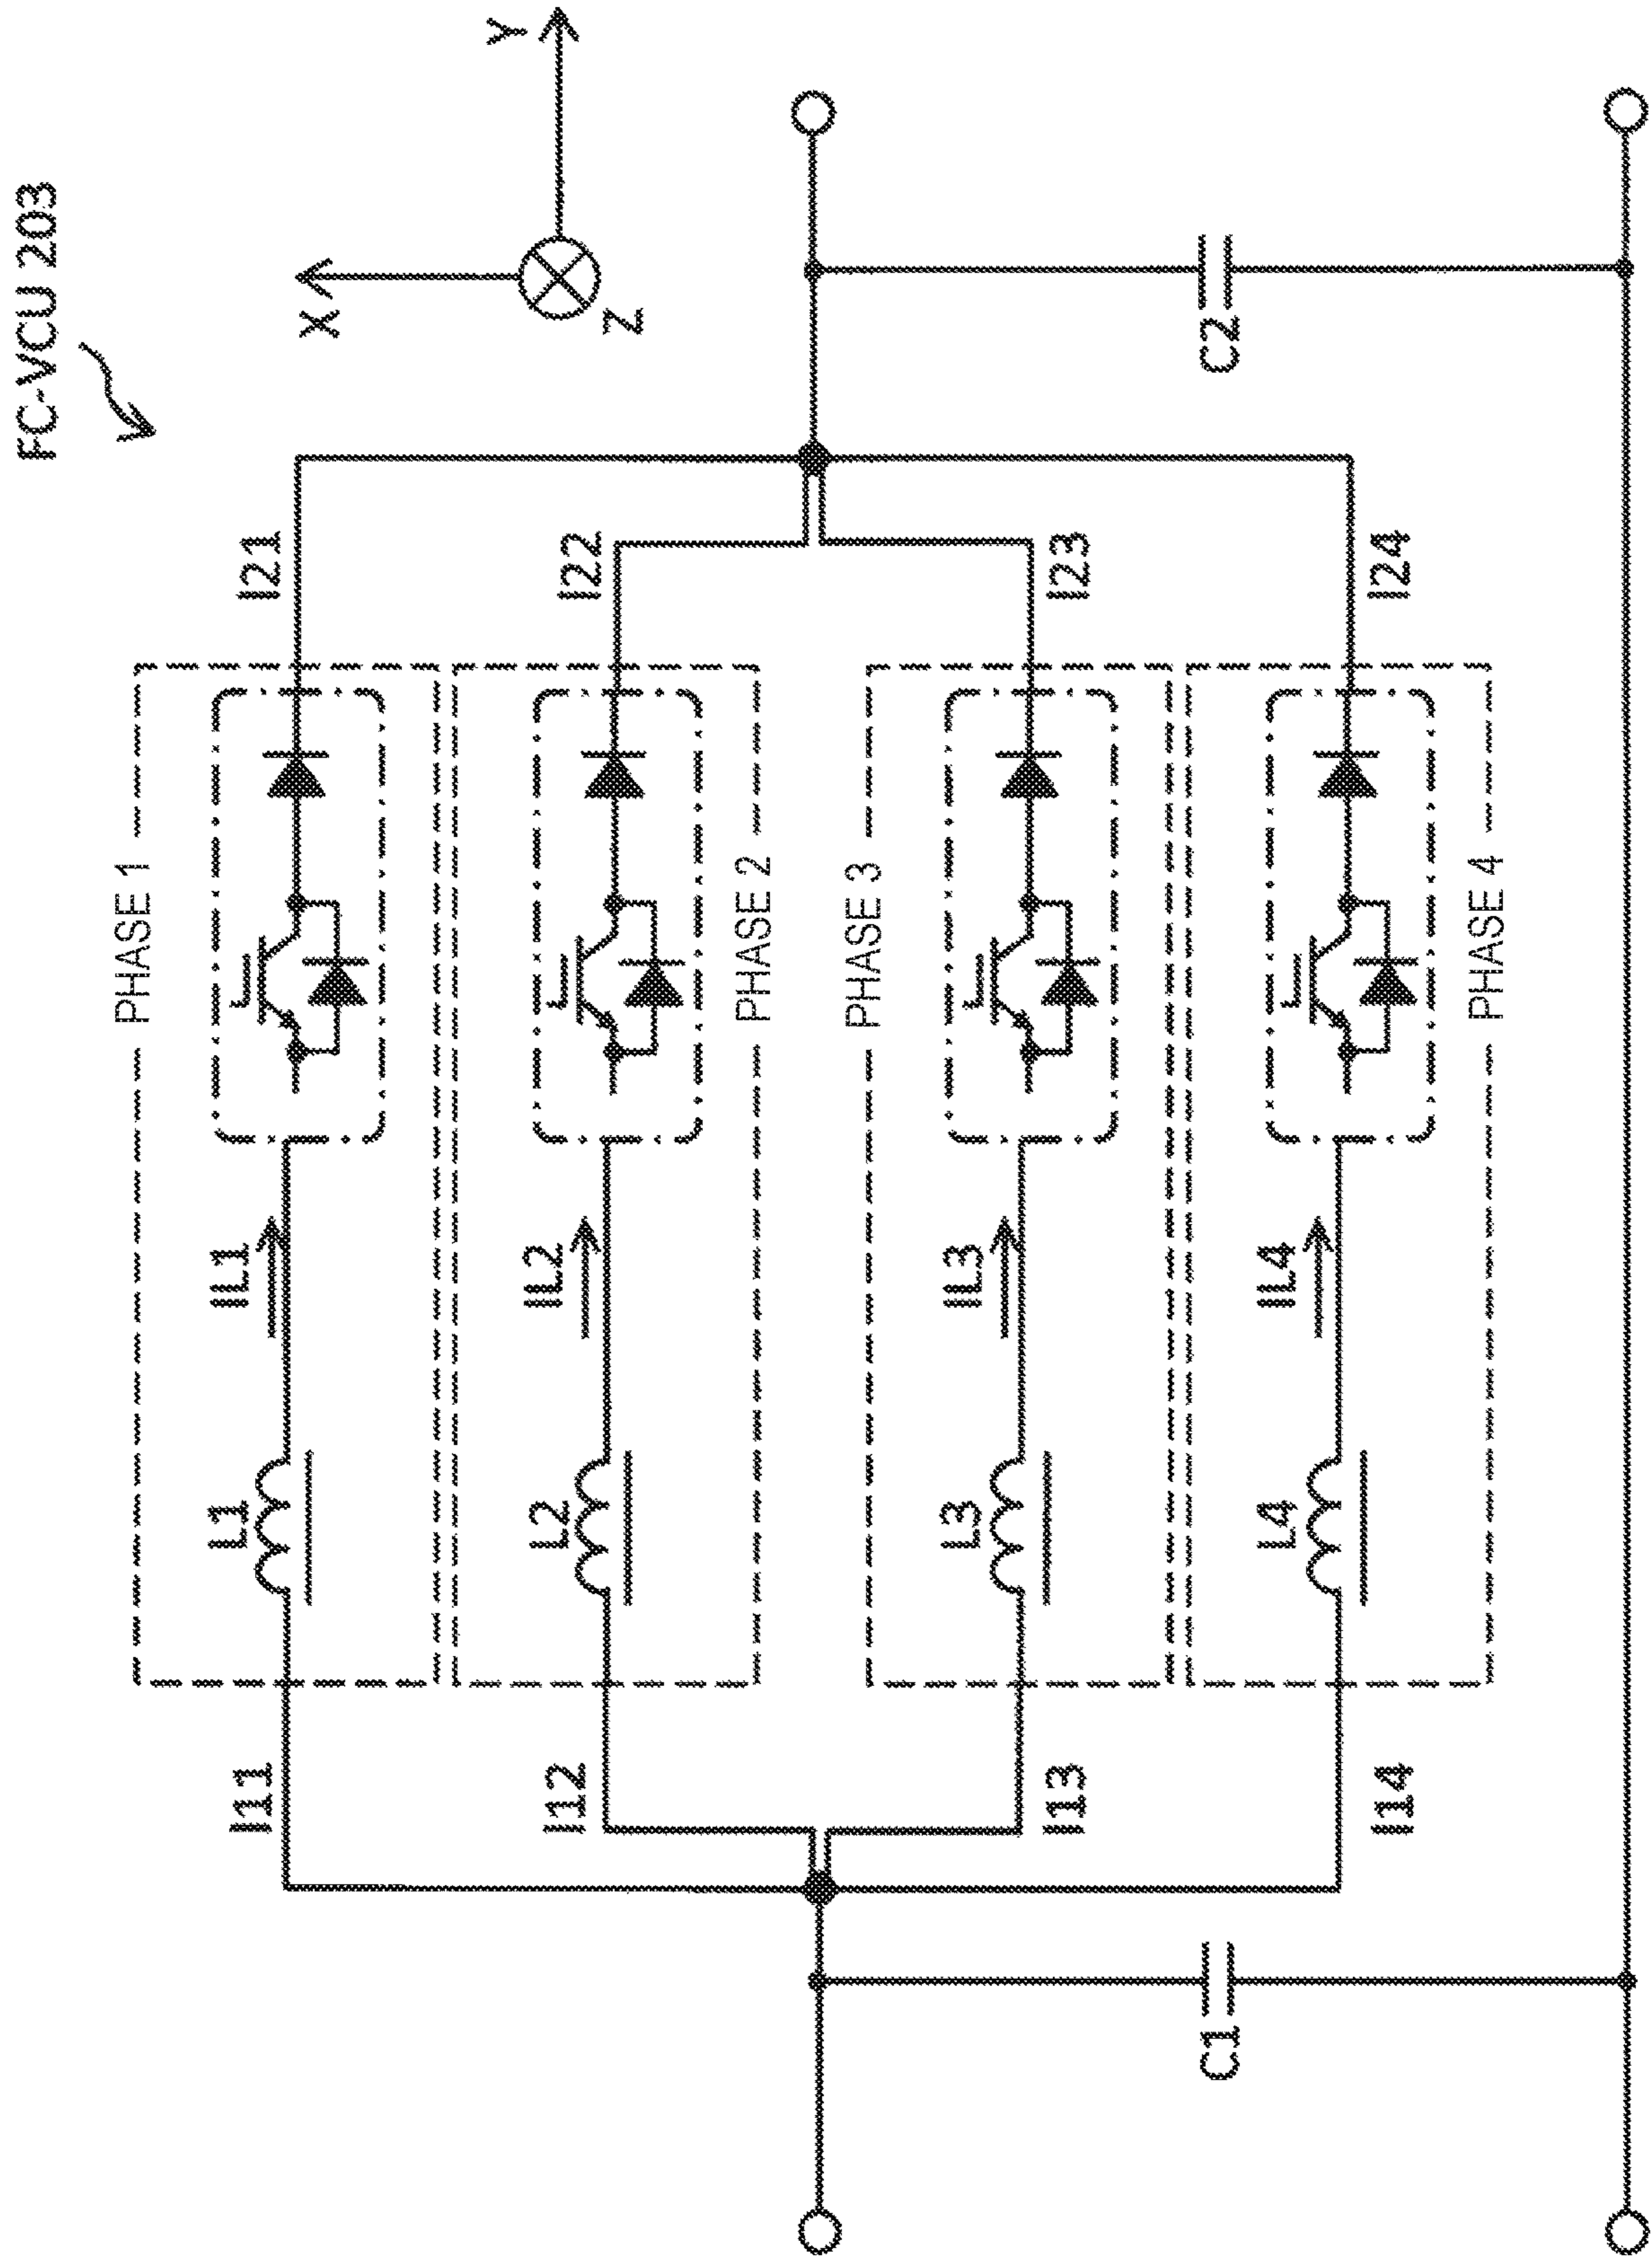 FC-VCU 203
X
Y
Z
PHASE 1
I11
L1
IL1
I21
I12
L2
IL2
I22
PHASE 2
PHASE 3
I13
L3
IL3
I23
I14
L4
IL4
I24
PHASE 4
C1
C2